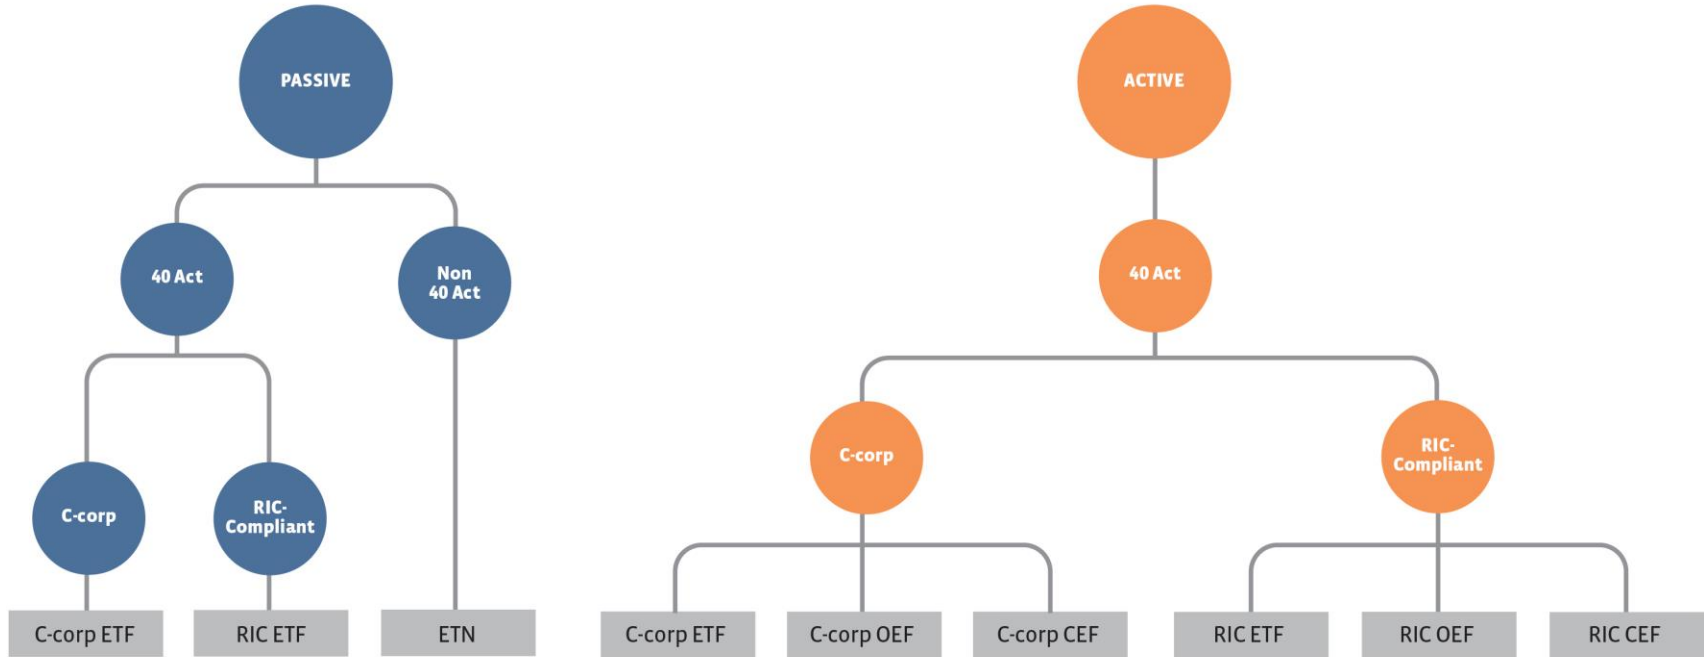 PASSIVE
ACTIVE
40 Act
Non
40 Act
40 Act
C-corp
RIC-
Compliant
C-corp
RIC-
Compliant
C-corp ETF
RIC ETF
ETN
C-corp ETF
C-corp OEF
C-corp CEF
RIC ETF
RIC OEF
RIC CEF